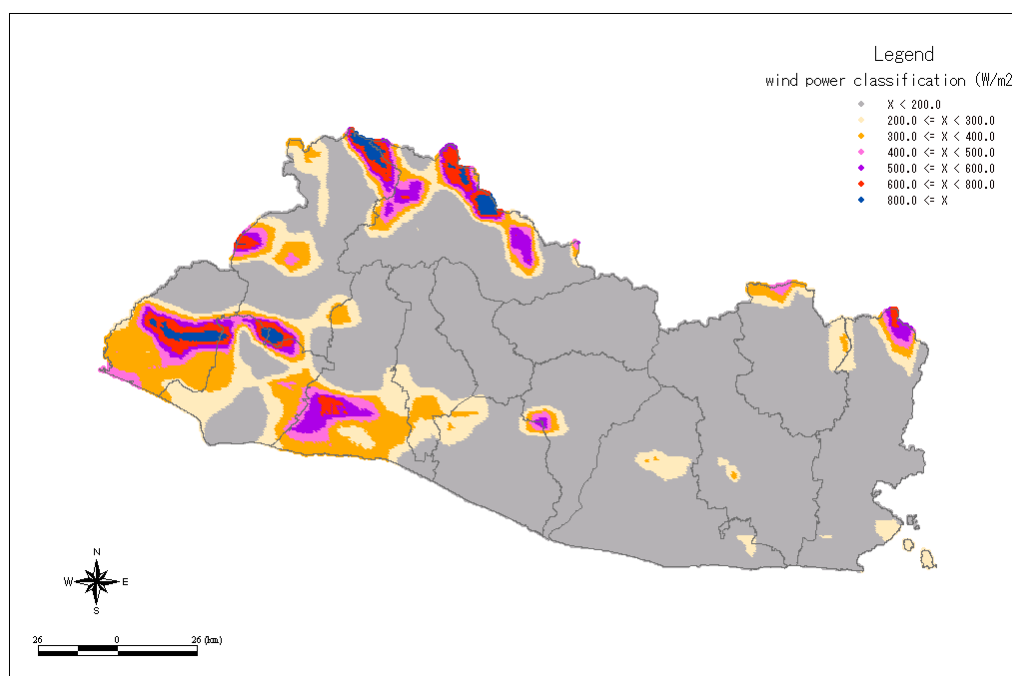 Legend
wind power classification (W/m2
X < 200.0
200.0 <= X < 300.0
300.0 <= X < 400.0
400.0 <= X < 500.0
500.0 <= X < 600.0
600.0 <= X < 800.0
800.0 <= X
N
W E
S
26 0 26 (km)